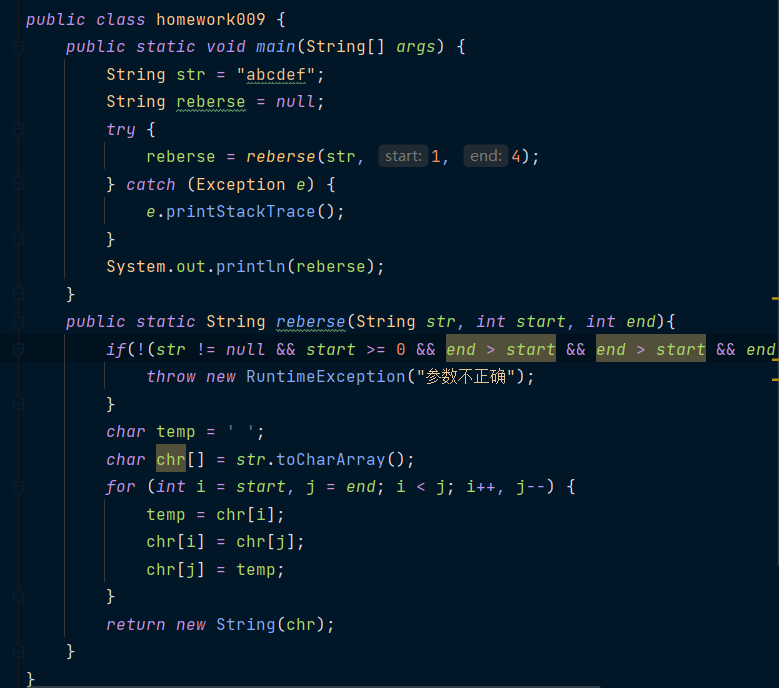 public class homework009 {
    public static void main(String[] args) {
        String str = "abcdef";
        String reberse = null;
        try {
            reberse = reberse(str, start: 1, end: 4);
        } catch (Exception e) {
            e.printStackTrace();
        }
        System.out.println(reberse);
    }
    public static String reberse(String str, int start, int end){
        if(!(str != null && start >= 0 && end > start && end > start && end
            throw new RuntimeException("参数不正确");
        }
        char temp = ' ';
        char chr[] = str.toCharArray();
        for (int i = start, j = end; i < j; i++, j--) {
            temp = chr[i];
            chr[i] = chr[j];
            chr[j] = temp;
        }
        return new String(chr);
    }
}